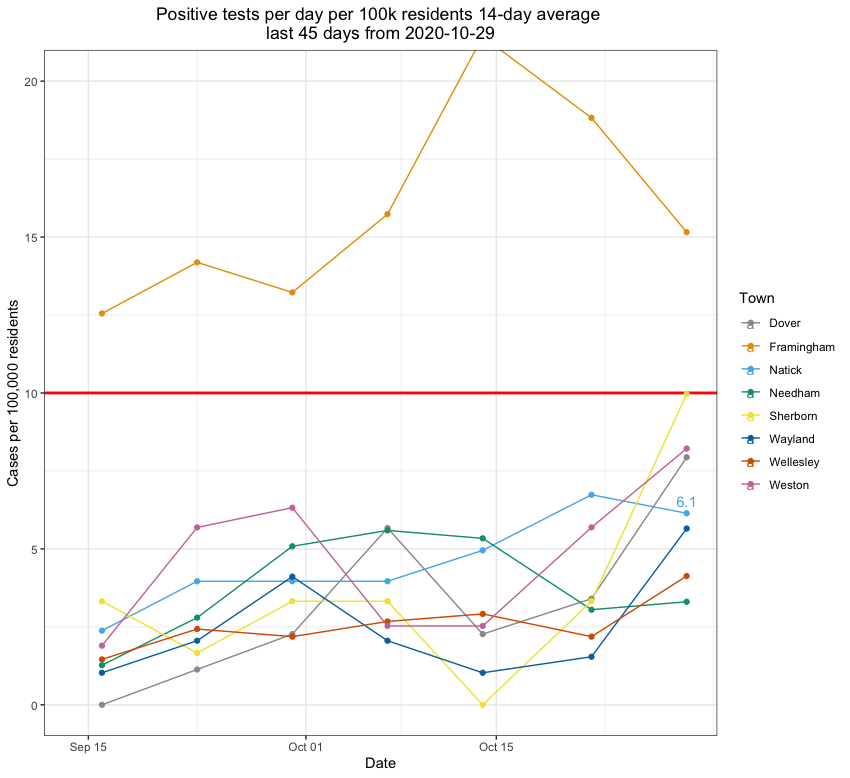 Positive tests per day per 100k residents 14-day average
last 45 days from 2020-10-29
20
15
10
5
0
Cases per 100,000 residents
6.1
Sep 15
Oct 01
Oct 15
Date
Town
a Dover
a Framingham
a Natick
a Needham
a Sherborn
a Wayland
a Wellesley
a Weston